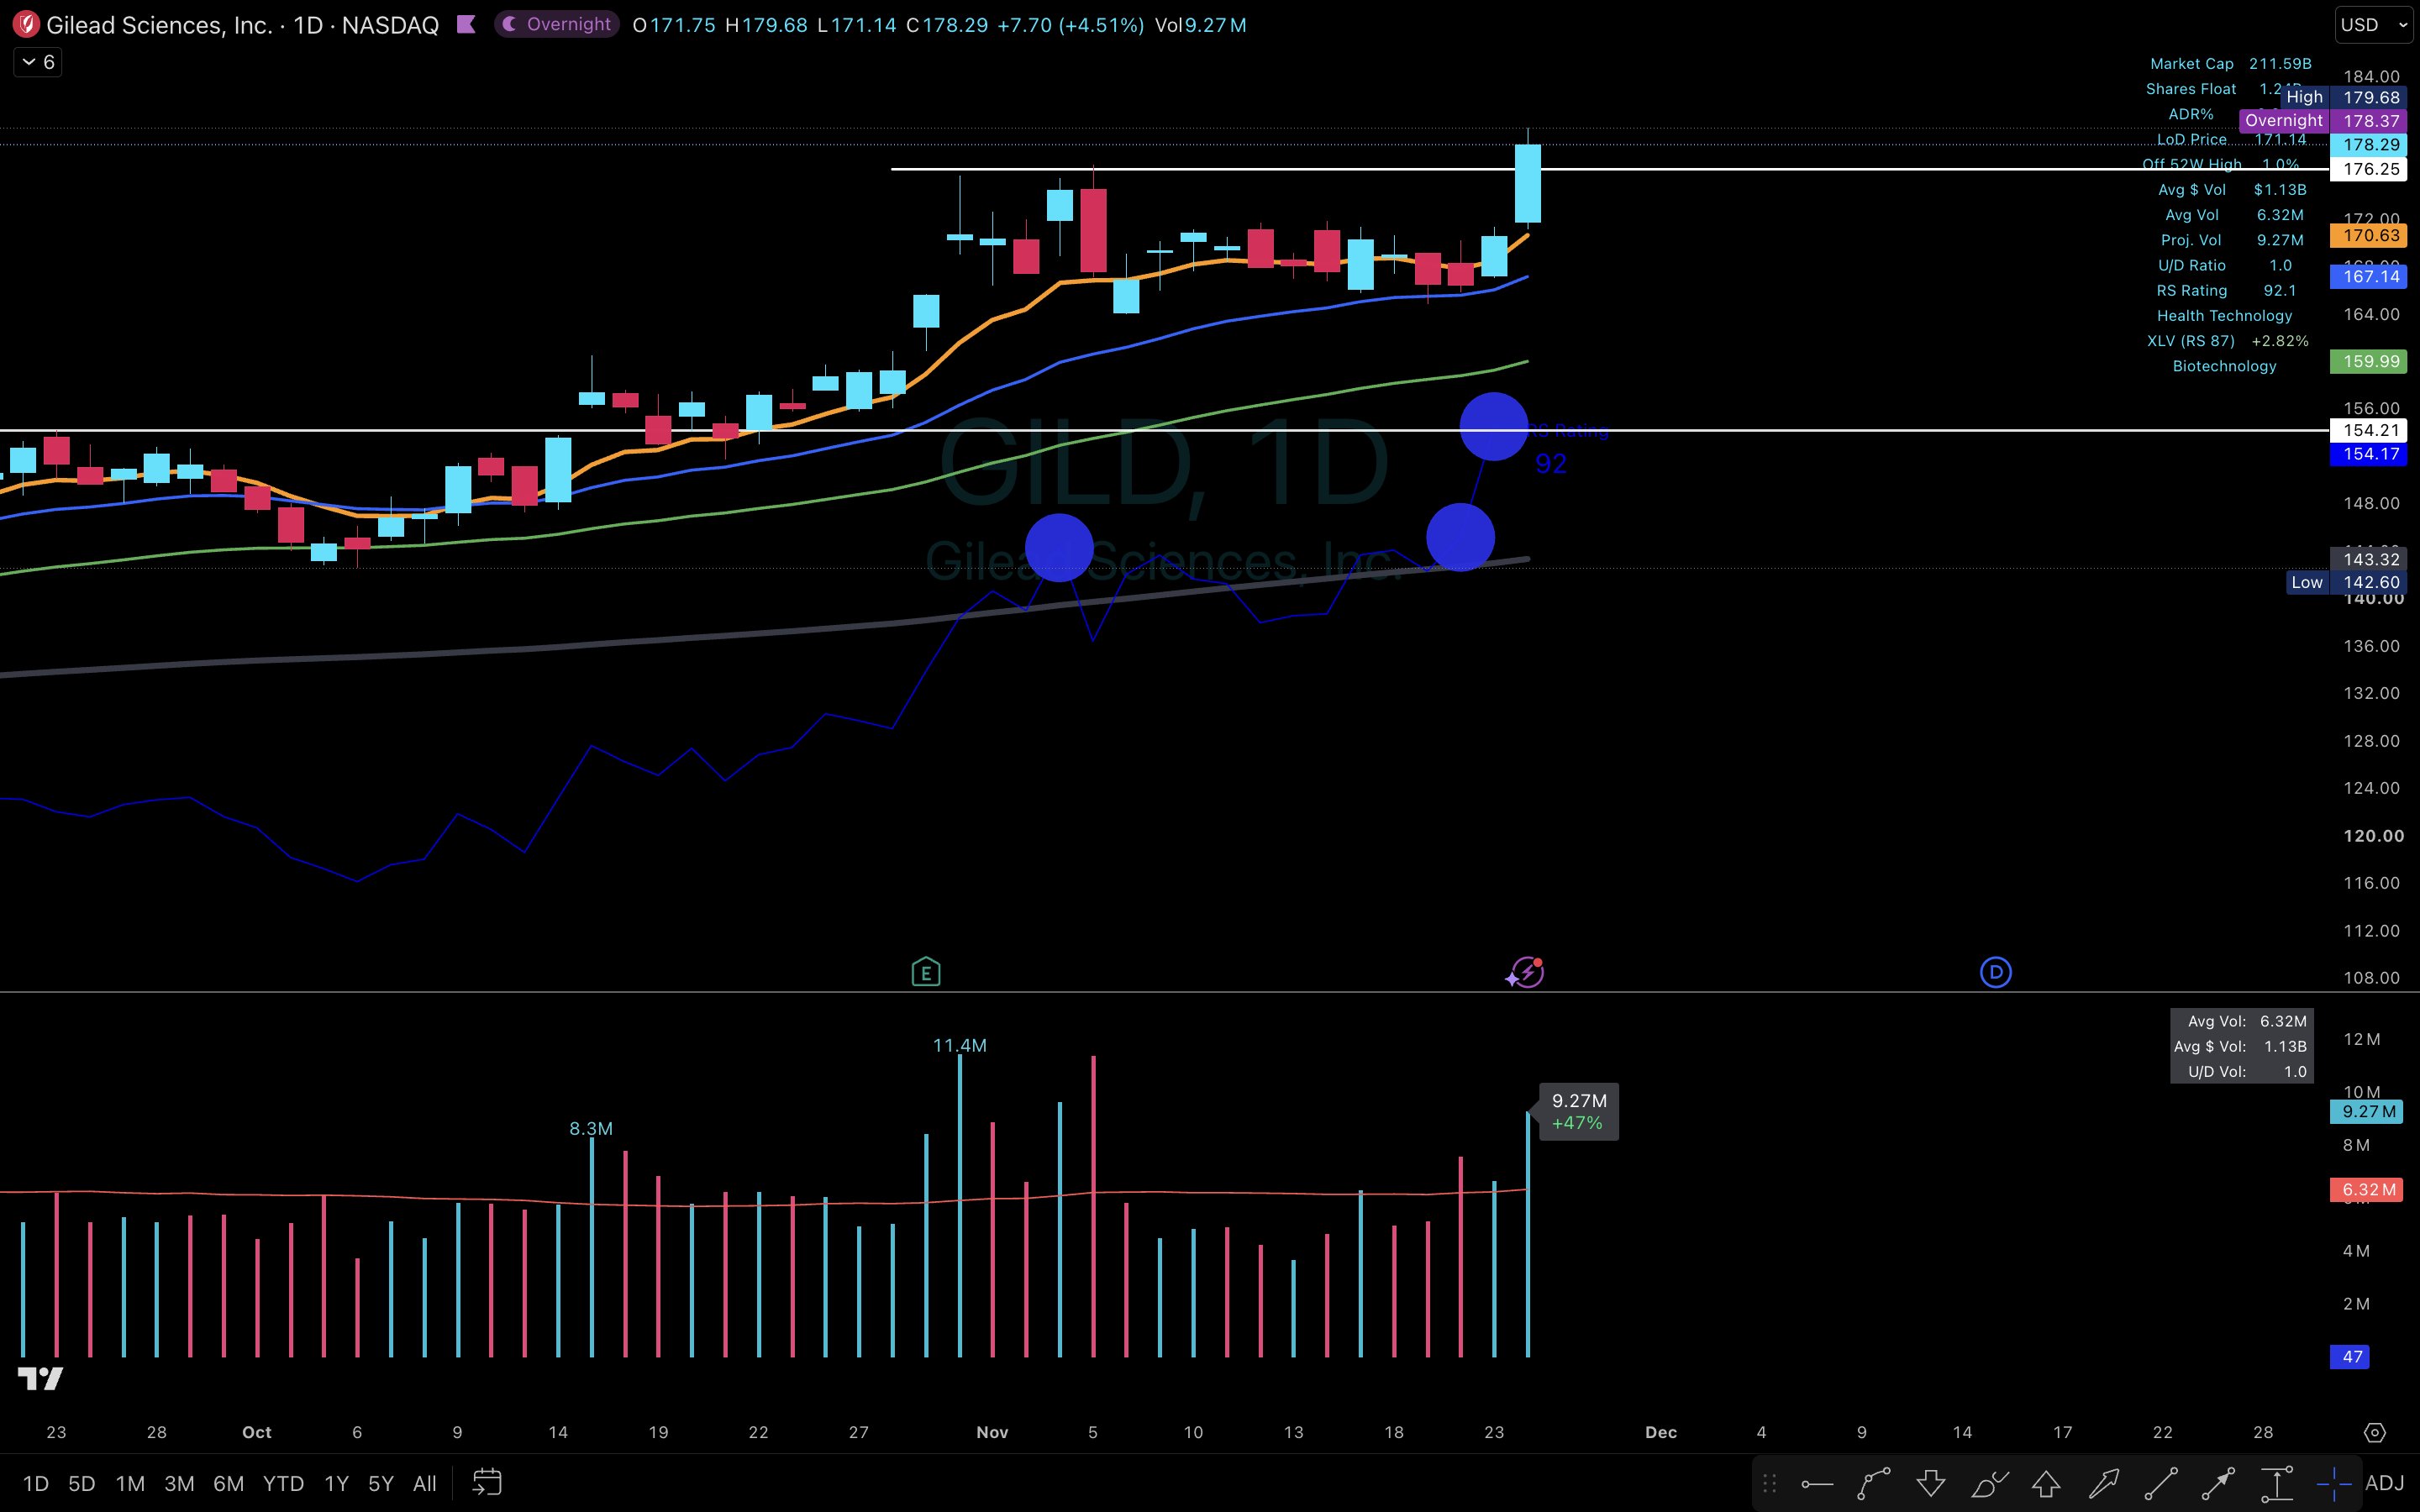 Gilead Sciences, Inc. · 1D · NASDAQ Overnight O171.75 H179.68 L171.14 C178.29 +7.70 (+4.51%) Vol9.27M
USD
6
Market Cap 211.59B
184.00
Shares Float
High 179.68
ADR%
Overnight 178.37
LoD Price 171.14
178.29
Off 52W High 1.0%
176.25
Avg $ Vol $1.13B
Avg Vol 6.32M
172.00
Proj. Vol 9.27M
170.63
U/D Ratio 1.0
167.14
RS Rating 92.1
Health Technology
164.00
XLV (RS 87) +2.82%
159.99
Biotechnology
156.00
GILD, 1D
Gilead Sciences, Inc.
RS Rating
92
154.21
154.17
148.00
143.32
Low 142.60
140.00
136.00
132.00
128.00
124.00
120.00
116.00
112.00
108.00
E
D
Avg Vol: 6.32M
Avg $ Vol: 1.13B
U/D Vol: 1.0
12 M
11.4M
8.3M
9.27M
+47%
10 M
9.27 M
8 M
6.32 M
4 M
2 M
47
23 28 Oct 6 9 14 19 22 27 Nov 5 10 13 18 23 Dec 4 9 14 17 22 28
1D 5D 1M 3M 6M YTD 1Y 5Y All
ADJ